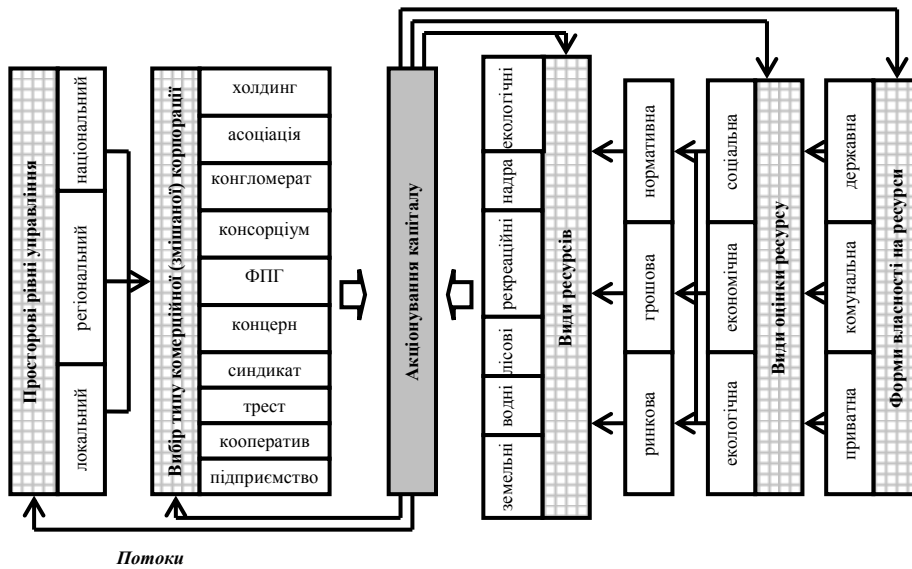 Просторові рівні управління
національний
регіональний
локальний
Вибір типу комерційної (змішаної) корпорації
холдинг
асоціація
конгломерат
консорціум
ФПГ
концерн
синдикат
трест
кооператив
підприємство
Акціонування капіталу
екологічні
надра
рекреаційні
лісові
водні
земельні
Види ресурсів
нормативна
грошова
ринкова
соціальна
економічна
екологічна
Види оцінки ресурсу
державна
комунальна
приватна
Форми власності на ресурси
Потоки